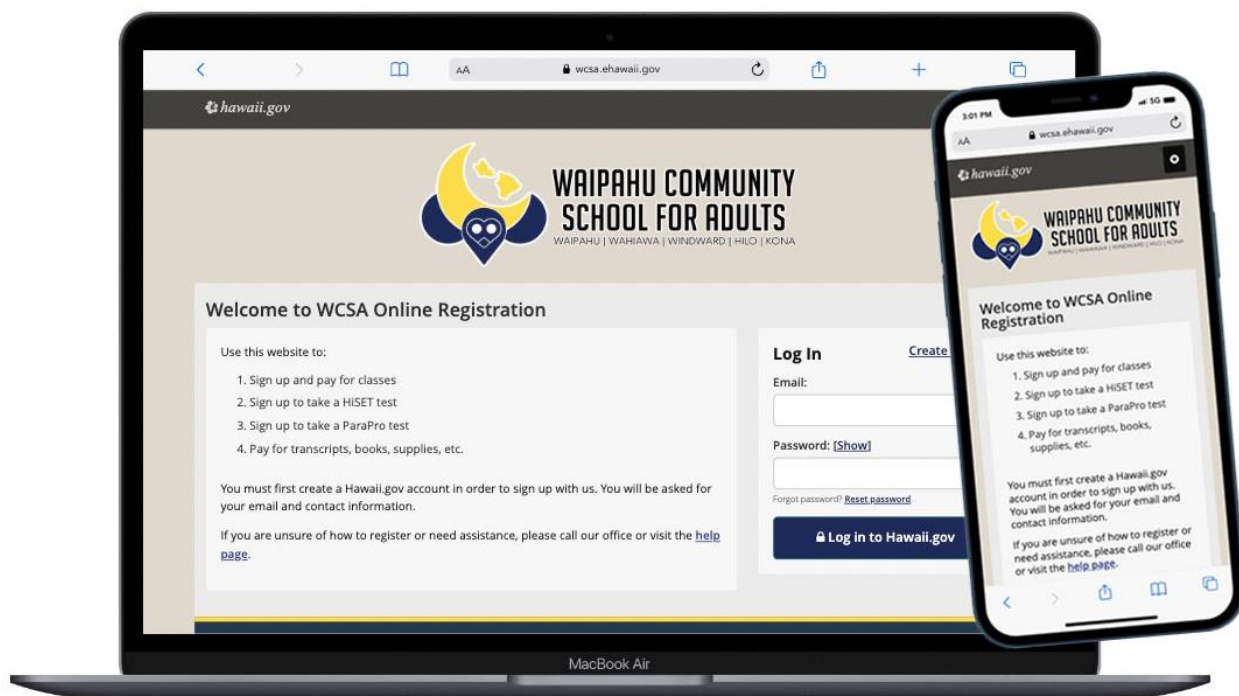 AA
wcsa.ehawaii.gov
hawaii.gov
WAIPAHU COMMUNITY
SCHOOL FOR ADULTS
WAIPAHU | WAHIAWA | WINDWARD | HILO | KONA
Welcome to WCSA Online Registration
Use this website to:
1. Sign up and pay for classes
2. Sign up to take a HiSET test
3. Sign up to take a ParaPro test
4. Pay for transcripts, books, supplies, etc.
You must first create a Hawaii.gov account in order to sign up with us. You will be asked for
your email and contact information.
If you are unsure of how to register or need assistance, please call our office or visit the help
page.
Log In
Create
Email:
Password: [Show]
Forgot password? Reset password
Log in to Hawaii.gov
MacBook Air
3:01 PM
5G
AA
wcsa.ehawaii.gov
hawaii.gov
WAIPAHU COMMUNITY
SCHOOL FOR ADULTS
WAIPAHU | WAHIAWA | WINDWARD | HILO | KONA
Welcome to WCSA Online
Registration
Use this website to:
1. Sign up and pay for classes
2. Sign up to take a HiSET test
3. Sign up to take a ParaPro test
4. Pay for transcripts, books,
supplies, etc.
You must first create a Hawaii.gov
account in order to sign up with us.
You will be asked for your email and
contact information.
If you are unsure of how to register or
need assistance, please call our office
or visit the help page.